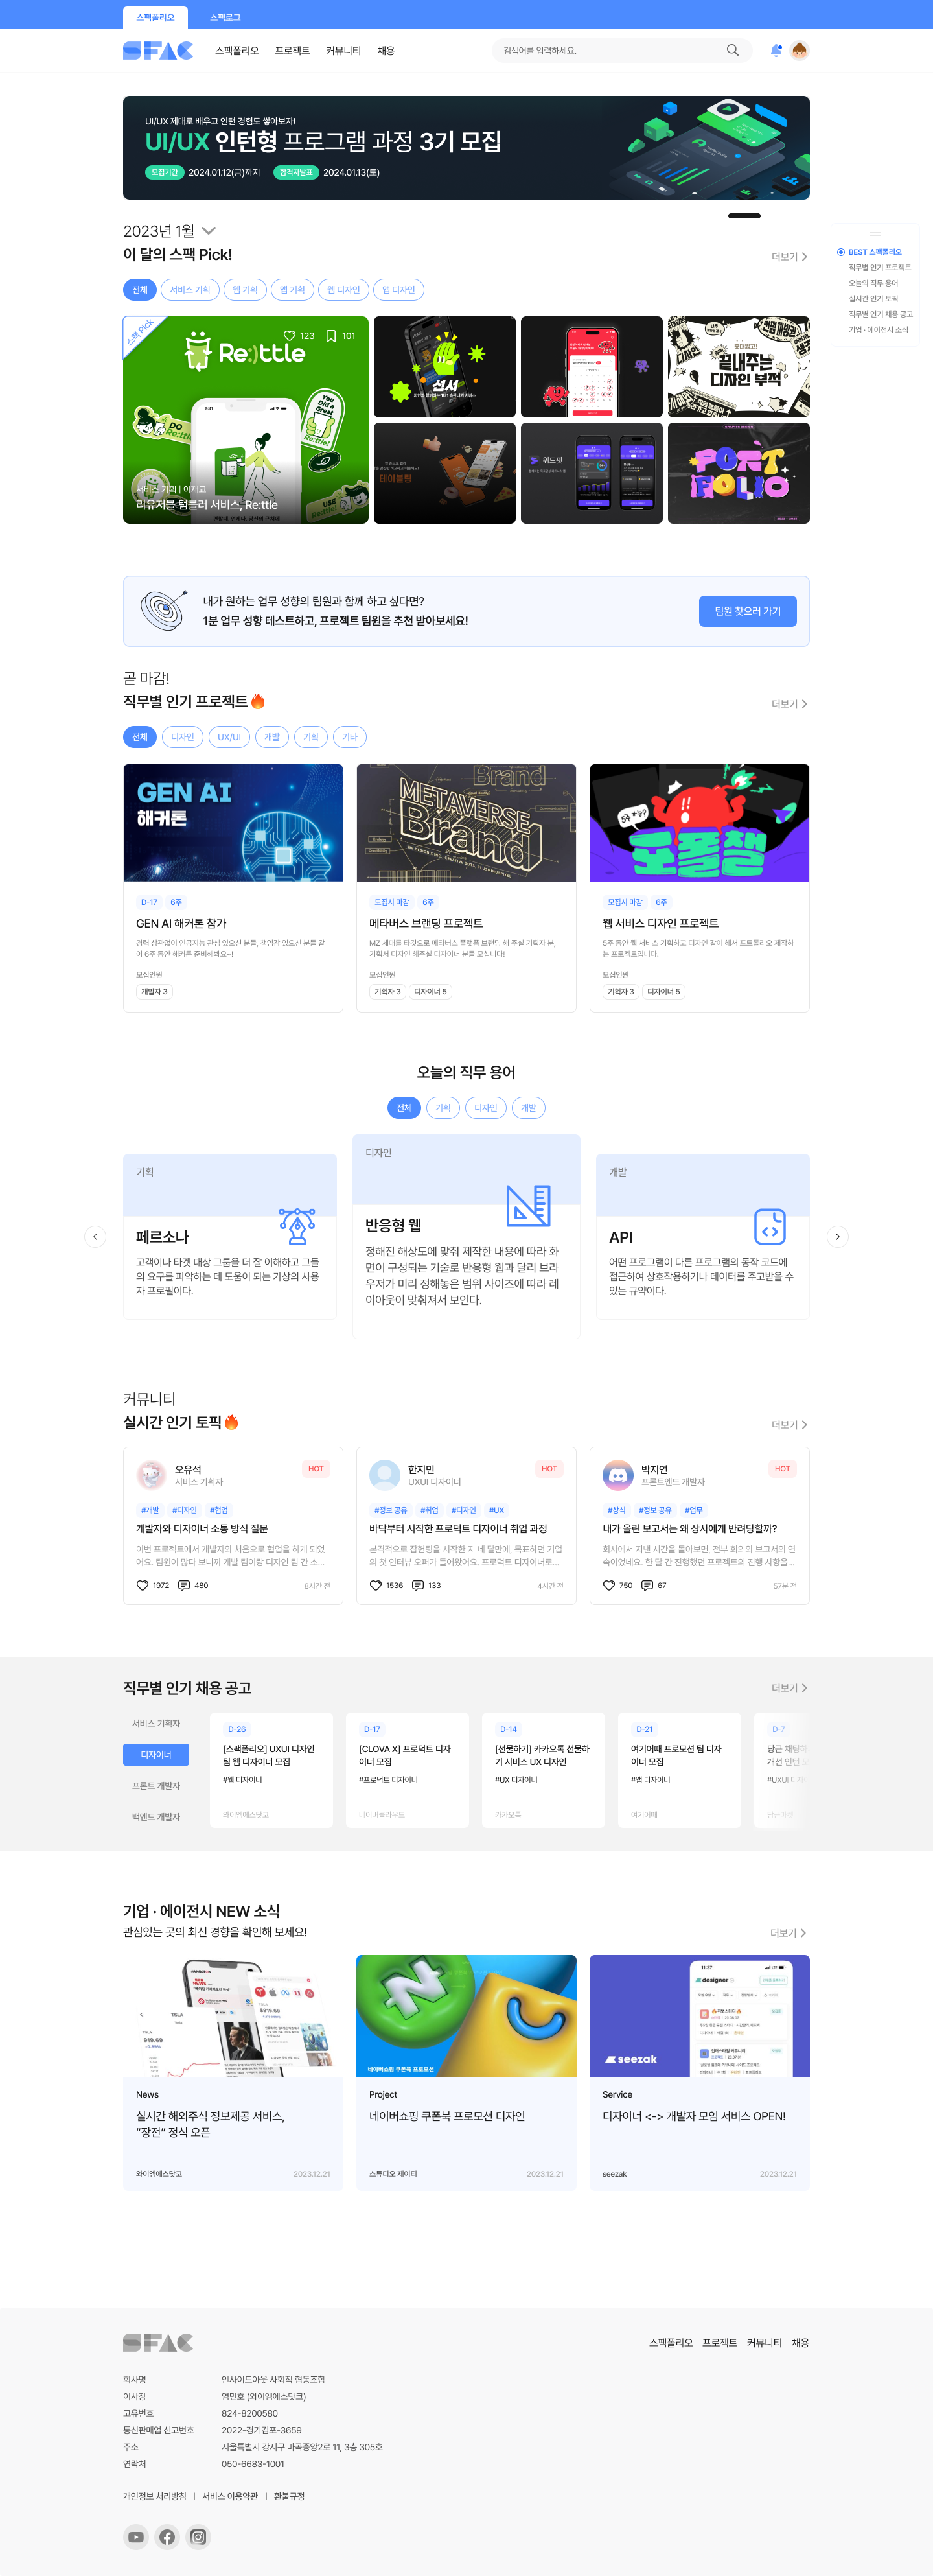 스팩폴리오
스팩로그
SFAC
스팩폴리오 프로젝트 커뮤니티 채용
검색어를 입력하세요.
UI/UX 제대로 배우고 인턴 경험도 쌓아보자!
UI/UX 인턴형 프로그램 과정 3기 모집
모집기간 2024.01.12(금)까지 합격자발표 2024.01.13(토)
2023년 1월
이 달의 스팩 Pick!
더보기
BEST 스팩폴리오
직무별 인기 프로젝트
오늘의 직무 용어
실시간 인기 토픽
직무별 인기 채용 공고
기업 · 에이전시 소식
전체 서비스 기획 웹 기획 앱 기획 웹 디자인 앱 디자인
스팩 Pick
123 101
Re:ttle
DO Re:ttle
You Did a Great Re:ttle!
USE Re:ttle!
서비스 기획 | 이재교
리유저블 텀블러 서비스, Re:ttle
선서
끝내주는
디자인 부적
테이블링
위드핏
PORT
FOLIO
내가 원하는 업무 성향의 팀원과 함께 하고 싶다면?
1분 업무 성향 테스트하고, 프로젝트 팀원을 추천 받아보세요!
팀원 찾으러 가기
곧 마감!
직무별 인기 프로젝트
더보기
전체 디자인 UX/UI 개발 기획 기타
GEN AI
해커톤
D-17 6주
GEN AI 해커톤 참가
경력 상관없이 인공지능 관심 있으신 분들, 책임감 있으신 분들 같
이 6주 동안 해커톤 준비해봐요~!
모집인원
개발자 3
METAVERSE
Brand
모집시 마감 6주
메타버스 브랜딩 프로젝트
MZ 세대를 타깃으로 메타버스 플랫폼 브랜딩 해 주실 기획자 분,
기획서 디자인 해주실 디자이너 분들 모십니다!
모집인원
기획자 3 디자이너 5
포폴챌
모집시 마감 6주
웹 서비스 디자인 프로젝트
5주 동안 웹 서비스 기획하고 디자인 같이 해서 포트폴리오 제작하
는 프로젝트입니다.
모집인원
기획자 3 디자이너 5
오늘의 직무 용어
전체 기획 디자인 개발
기획
페르소나
고객이나 타겟 대상 그룹을 더 잘 이해하고 그들
의 요구를 파악하는 데 도움이 되는 가상의 사용
자 프로필이다.
디자인
반응형 웹
정해진 해상도에 맞춰 제작한 내용에 따라 화
면이 구성되는 기술로 반응형 웹과 달리 브라
우저가 미리 정해놓은 범위 사이즈에 따라 레
이아웃이 맞춰져서 보인다.
개발
API
어떤 프로그램이 다른 프로그램의 동작 코드에
접근하여 상호작용하거나 데이터를 주고받을 수
있는 규약이다.
커뮤니티
실시간 인기 토픽
더보기
오유석
서비스 기획자
HOT
#개발 #디자인 #협업
개발자와 디자이너 소통 방식 질문
이번 프로젝트에서 개발자와 처음으로 협업을 하게 되었
어요. 팀원이 많다 보니까 개발 팀이랑 디자인 팀 간 소...
1972 480 8시간 전
한지민
UXUI 디자이너
HOT
#정보 공유 #취업 #디자인 #UX
바닥부터 시작한 프로덕트 디자이너 취업 과정
본격적으로 잡헌팅을 시작한 지 네 달만에, 목표하던 기업
의 첫 인터뷰 오퍼가 들어왔어요. 프로덕트 디자이너로...
1536 133 4시간 전
박지연
프론트엔드 개발자
HOT
#상식 #정보 공유 #업무
내가 올린 보고서는 왜 상사에게 반려당할까?
회사에서 지낸 시간을 돌아보면, 전부 회의와 보고서의 연
속이었네요. 한 달 간 진행했던 프로젝트의 진행 사항을...
750 67 57분 전
직무별 인기 채용 공고
더보기
서비스 기획자
디자이너
프론트 개발자
백엔드 개발자
D-26
[스팩폴리오] UXUI 디자인
팀 웹 디자이너 모집
#웹 디자이너
와이엠에스닷코
D-17
[CLOVA X] 프로덕트 디자
이너 모집
#프로덕트 디자이너
네이버클라우드
D-14
[선물하기] 카카오톡 선물하
기 서비스 UX 디자인
#UX 디자이너
카카오톡
D-21
여기어때 프로모션 팀 디자
이너 모집
#앱 디자이너
여기어때
D-7
당근 채팅
개선 인턴
#UXUI 디자
당근마켓
기업 · 에이전시 NEW 소식
관심있는 곳의 최신 경향을 확인해 보세요!
더보기
TSLA
919.69
$919.69
News
실시간 해외주식 정보제공 서비스,
“장전” 정식 오픈
와이엠에스닷코 2023.12.21
네이버쇼핑 쿠폰북 프로모션
Project
네이버쇼핑 쿠폰북 프로모션 디자인
스튜디오 제이티 2023.12.21
11:37
designer
seezak
Service
디자이너 <-> 개발자 모임 서비스 OPEN!
seezak 2023.12.21
SFAC
스팩폴리오 프로젝트 커뮤니티 채용
회사명 인사이드아웃 사회적 협동조합
이사장 염민호 (와이엠에스닷코)
고유번호 824-8200580
통신판매업 신고번호 2022-경기김포-3659
주소 서울특별시 강서구 마곡중앙2로 11, 3층 305호
연락처 050-6683-1001
개인정보 처리방침 | 서비스 이용약관 | 환불규정